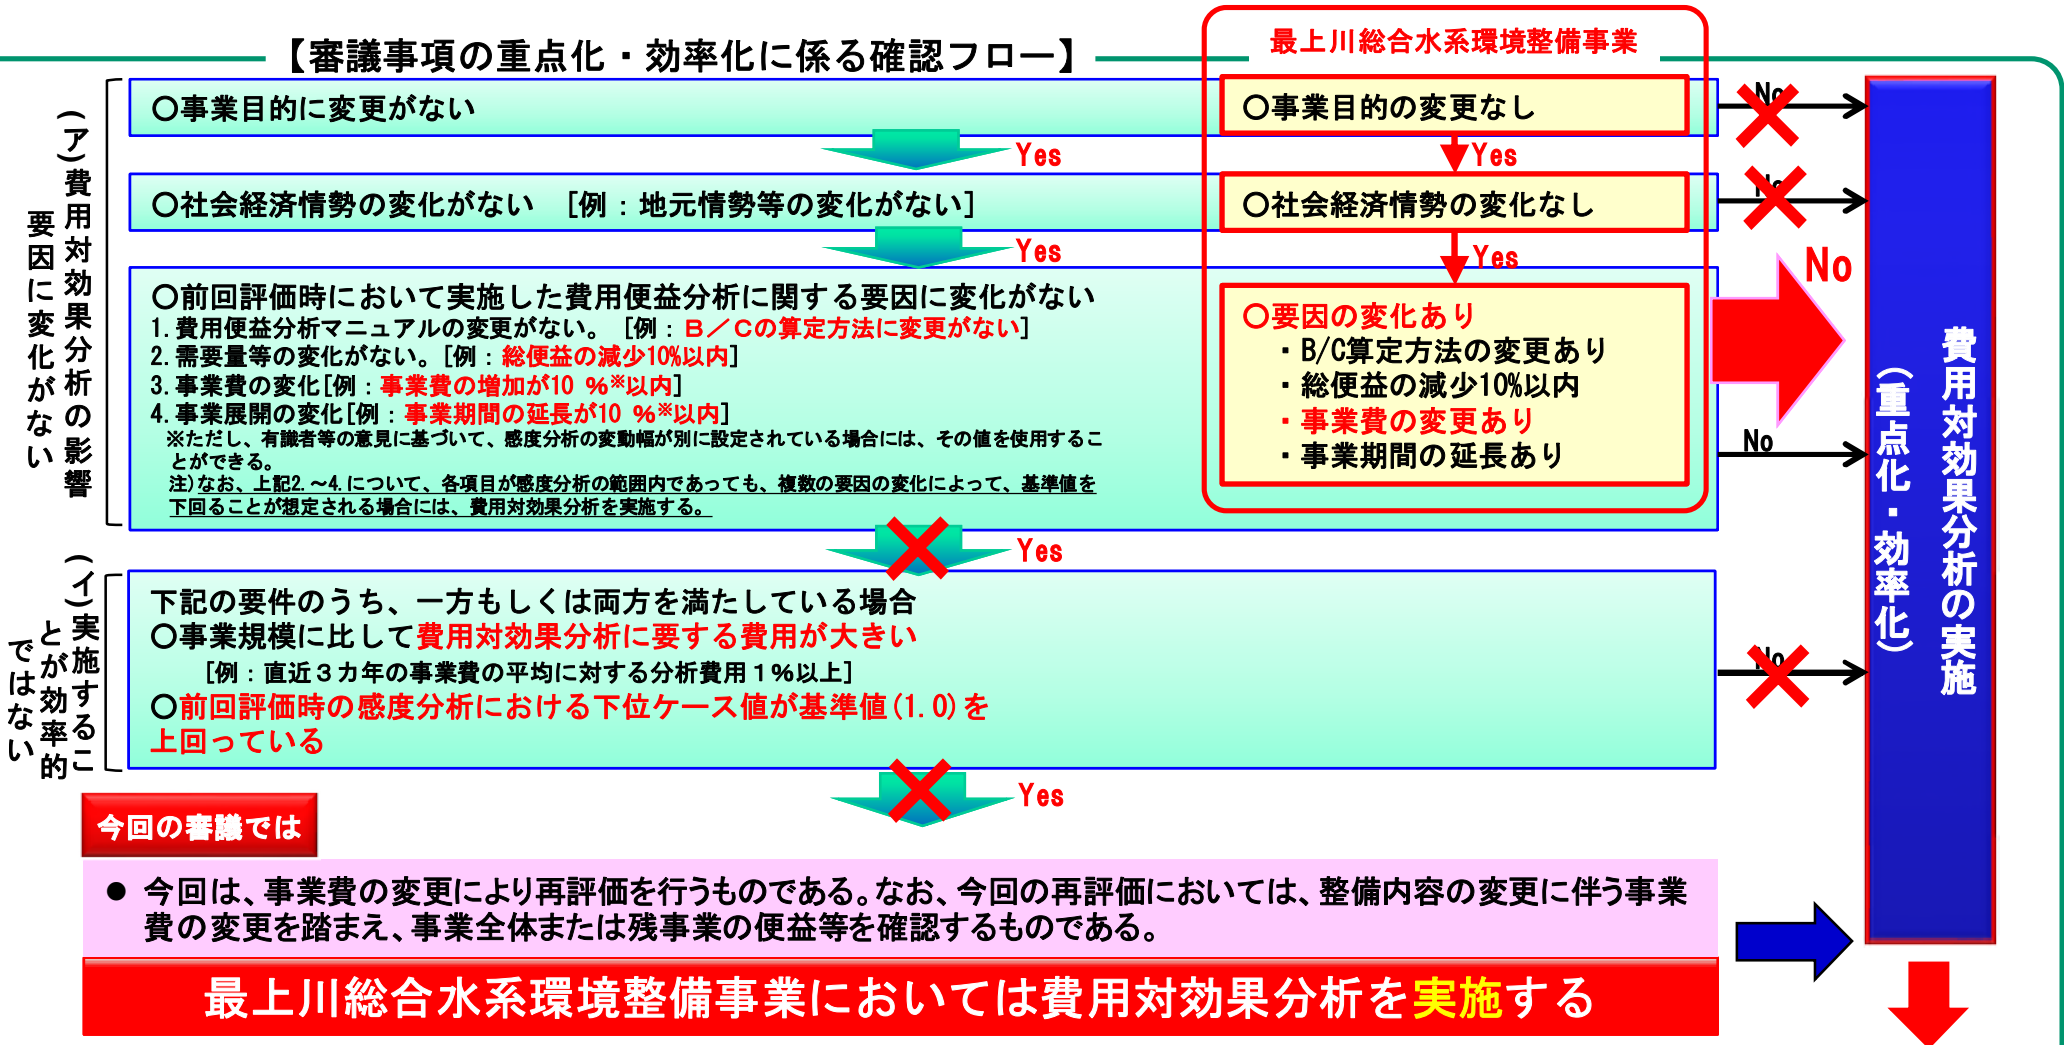 【審議事項の重点化・効率化に係る確認フロー】
最上川総合水系環境整備事業
(ア)費用対効果分析の影響
要因に変化がない
〇事業目的に変更がない
〇事業目的の変更なし
No
Yes
Yes
〇社会経済情勢の変化がない [例：地元情勢等の変化がない]
〇社会経済情勢の変化なし
No
Yes
Yes
〇前回評価時において実施した費用便益分析に関する要因に変化がない
1.費用便益分析マニュアルの変更がない。 [例：Ｂ／Ｃの算定方法に変更がない]
2.需要量等の変化がない。[例：総便益の減少10%以内]
3.事業費の変化[例：事業費の増加が10 %※以内]
4.事業展開の変化[例：事業期間の延長が10 %※以内]
※ただし、有識者等の意見に基づいて、感度分析の変動幅が別に設定されている場合には、その値を使用するこ
とができる。
注)なお、上記2.～4.について、各項目が感度分析の範囲内であっても、複数の要因の変化によって、基準値を
下回ることが想定される場合には、費用対効果分析を実施する。
〇要因の変化あり
・B/C算定方法の変更あり
・総便益の減少10%以内
・事業費の変更あり
・事業期間の延長あり
No
No
Yes
(イ)実施するこ
とが効率的
ではない
下記の要件のうち、一方もしくは両方を満たしている場合
〇事業規模に比して費用対効果分析に要する費用が大きい
[例：直近３カ年の事業費の平均に対する分析費用１%以上]
〇前回評価時の感度分析における下位ケース値が基準値(1.0)を
上回っている
No
Yes
費用対効果分析の実施
（重点化・効率化）
今回の審議では
● 今回は、事業費の変更により再評価を行うものである。なお、今回の再評価においては、整備内容の変更に伴う事業
費の変更を踏まえ、事業全体または残事業の便益等を確認するものである。
最上川総合水系環境整備事業においては費用対効果分析を実施する